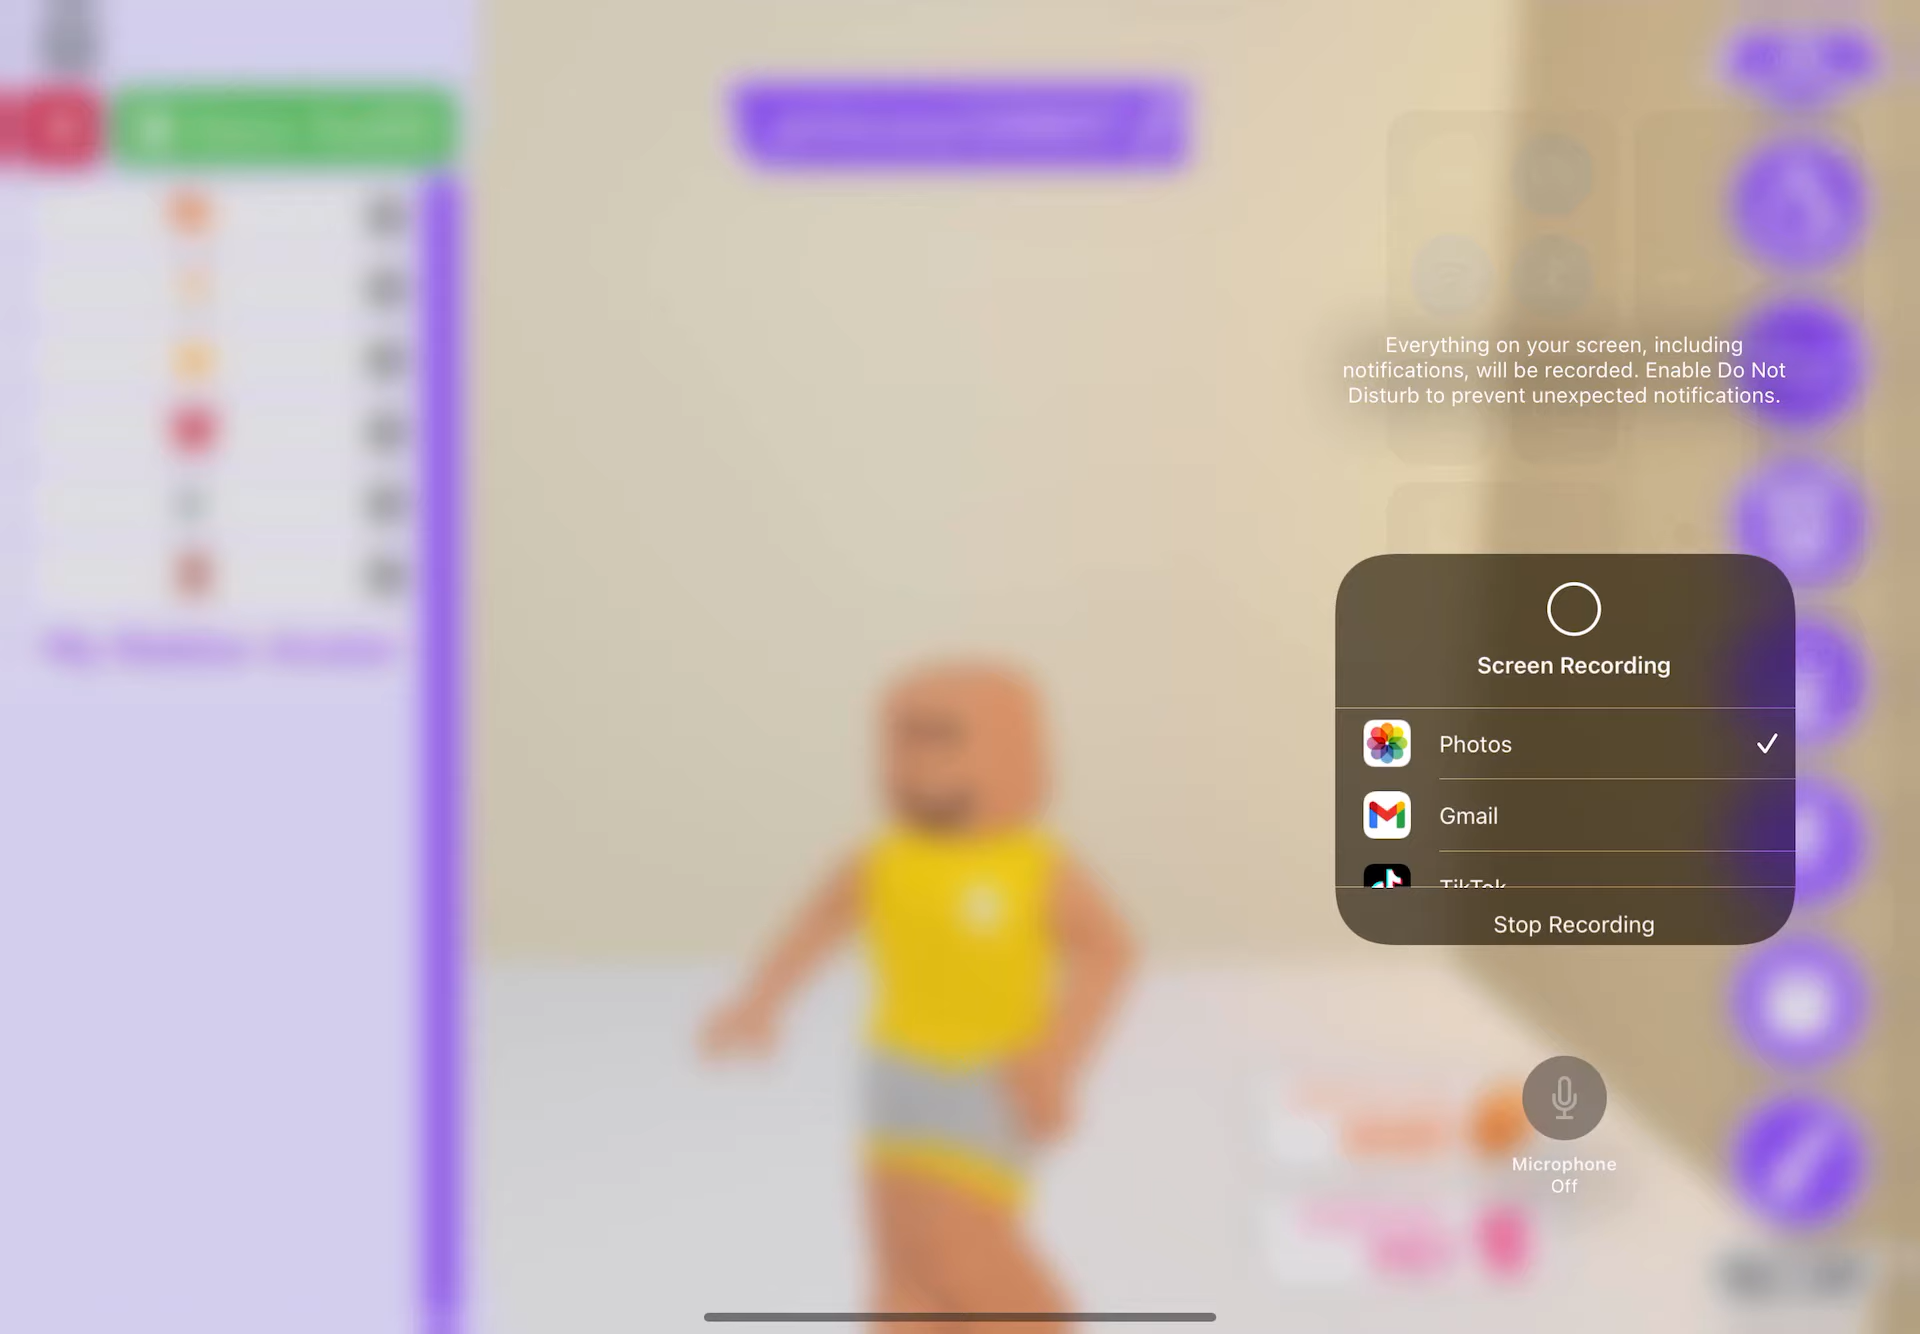 Everything on your screen, including
notifications, will be recorded. Enable Do Not
Disturb to prevent unexpected notifications.
Screen Recording
Photos
Gmail
TikTok
Stop Recording
Microphone
Off